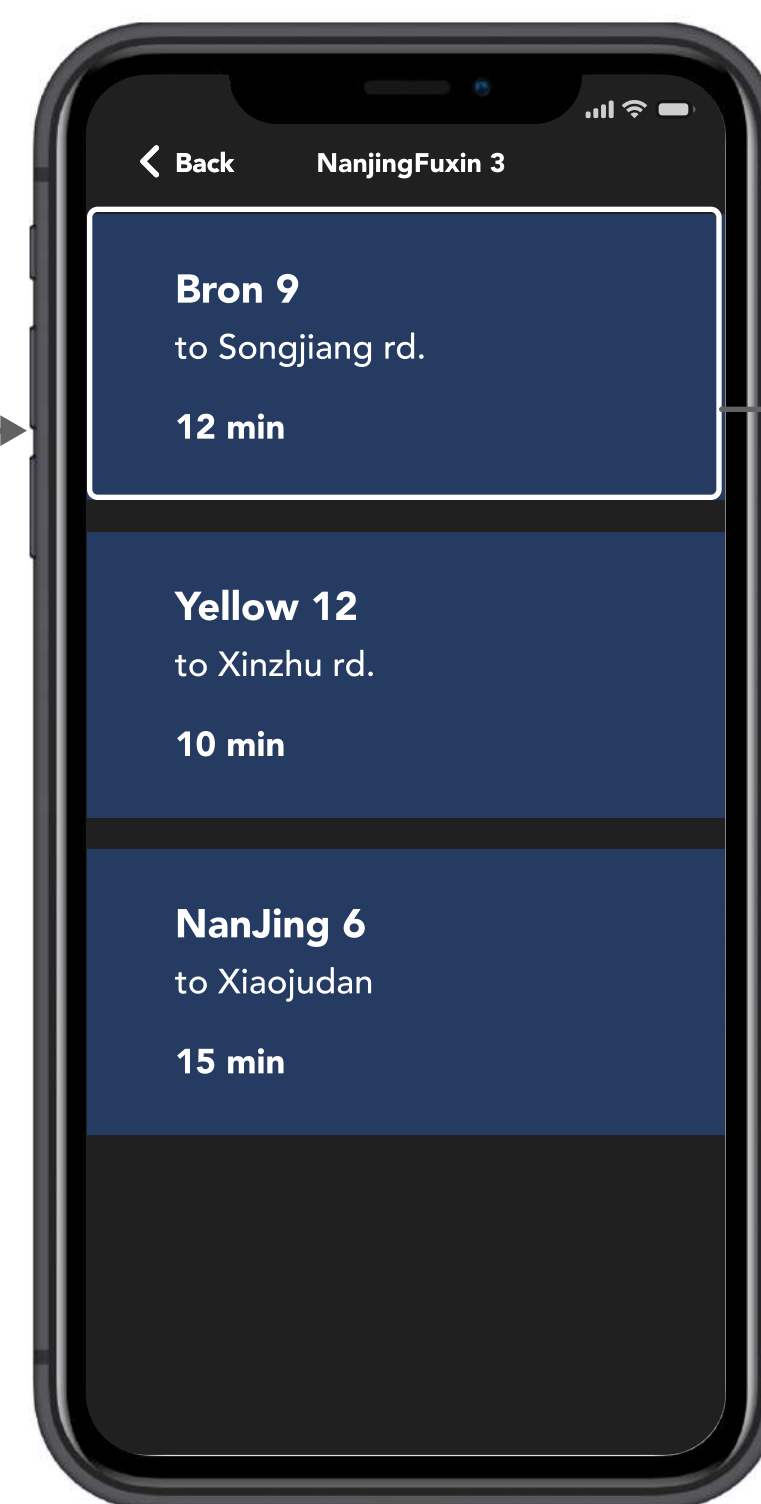 Back
NanjingFuxin 3
Bron 9
to Songjiang rd.
12 min
Yellow 12
to Xinzhu rd.
10 min
NanJing 6
to Xiaojudan
15 min